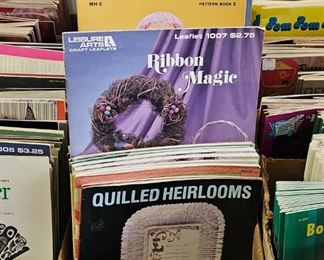 MH-2
PATTERN BOOK 2
Pom Pom
LEISURE
ARTS
CRAFT LEAFLETS
Leaflet 1007 $2.75
Ribbon
Magic
005 $3.25
QUILLED HEIRLOOMS
Bo